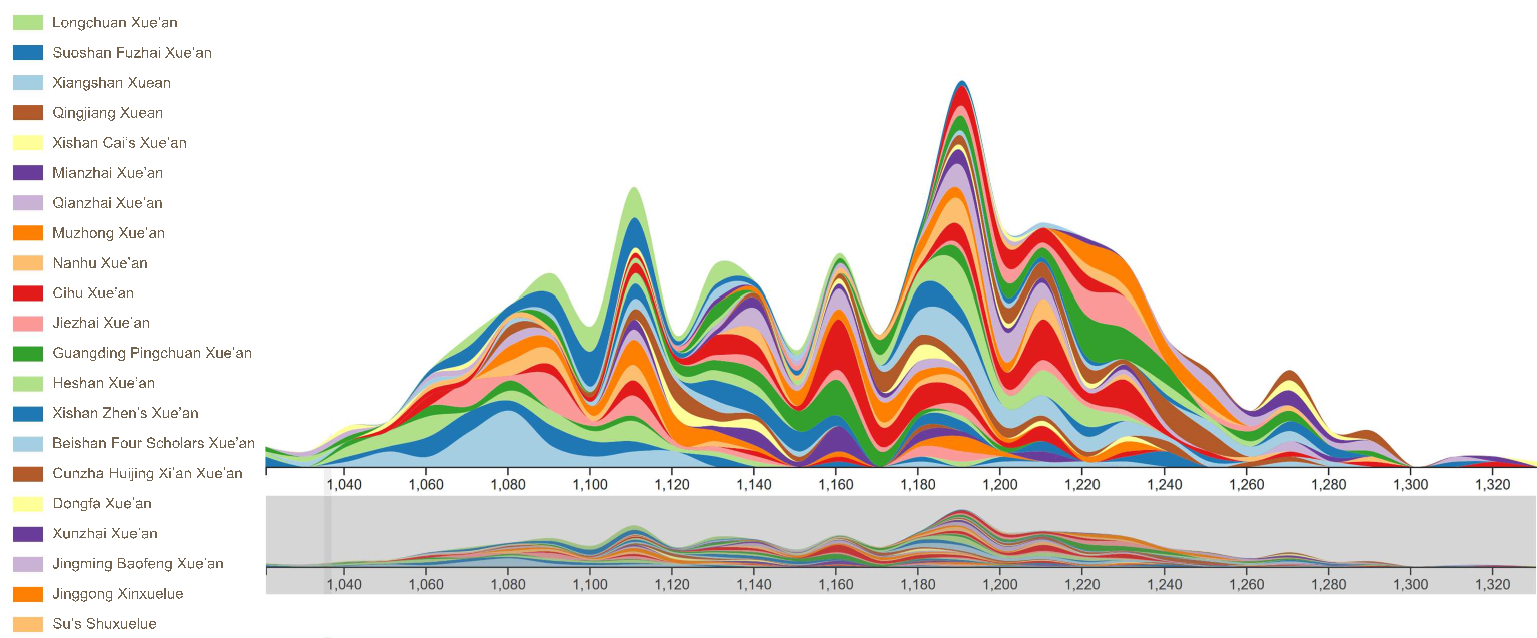 Longchuan Xue'an
Suoshan Fuzhai Xue'an
Xiangshan Xuean
Qingjiang Xuean
Xishan Cai's Xue'an
Mianzhai Xue'an
Qianzhai Xue'an
Muzhong Xue'an
Nanhu Xue'an
Cihu Xue'an
Jiezhai Xue'an
Guangding Pingchuan Xue'an
Heshan Xue'an
Xishan Zhen's Xue'an
Beishan Four Scholars Xue'an
Cunzha Huijing Xi'an Xue'an
Dongfa Xue'an
Xunzhai Xue'an
Jingming Baofeng Xue'an
Jinggong Xinxuelue
Su's Shuxuelue
1,040 1,060 1,080 1,100 1,120 1,140 1,160 1,180 1,200 1,220 1,240 1,260 1,280 1,300 1,320
1,040 1,060 1,080 1,100 1,120 1,140 1,160 1,180 1,200 1,220 1,240 1,260 1,280 1,300 1,320